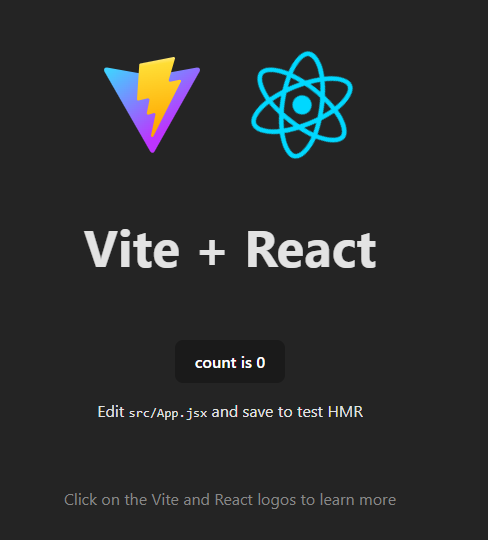 Vite + React
count is 0
Edit src/App.jsx and save to test HMR
Click on the Vite and React logos to learn more